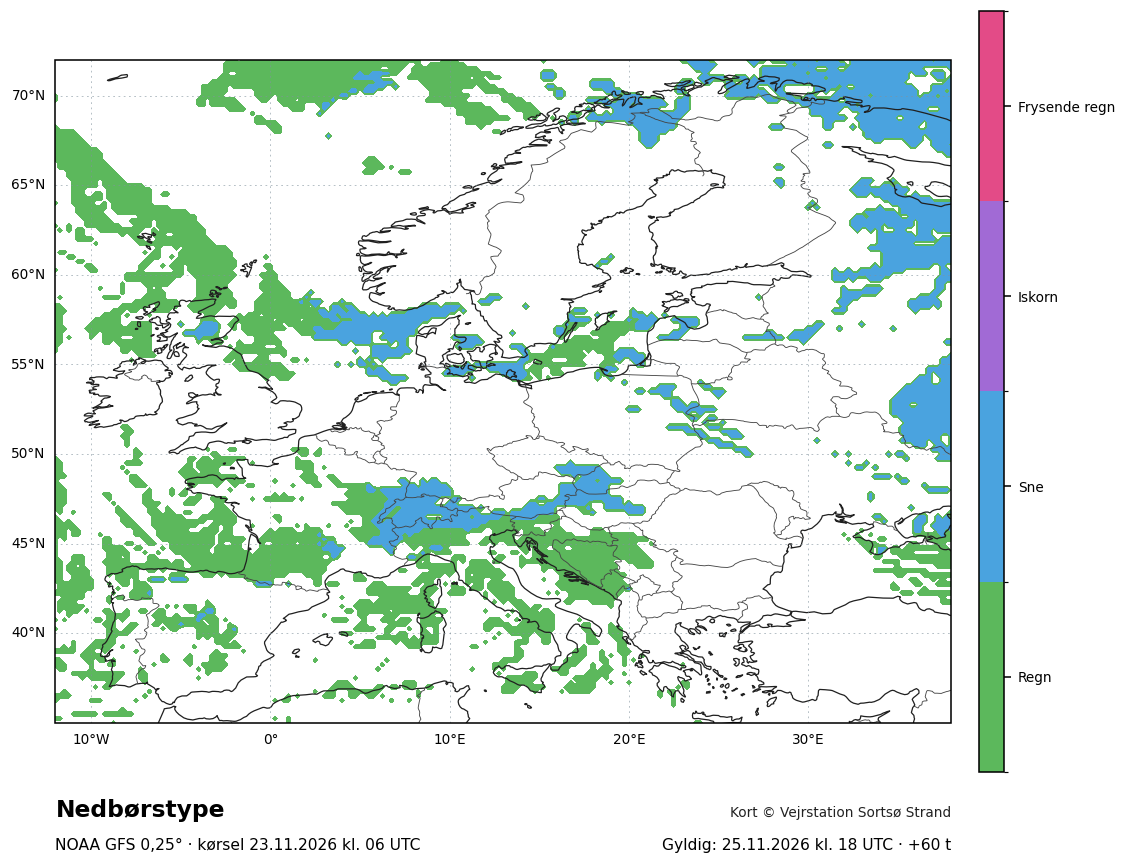 70°N
65°N
60°N
55°N
50°N
45°N
40°N
10°W
0°
10°E
20°E
30°E
Frysende regn
Iskorn
Sne
Regn
Nedbørstype
Kort © Vejrstation Sortsø Strand
NOAA GFS 0,25° · kørsel 23.11.2026 kl. 06 UTC
Gyldig: 25.11.2026 kl. 18 UTC · +60 t